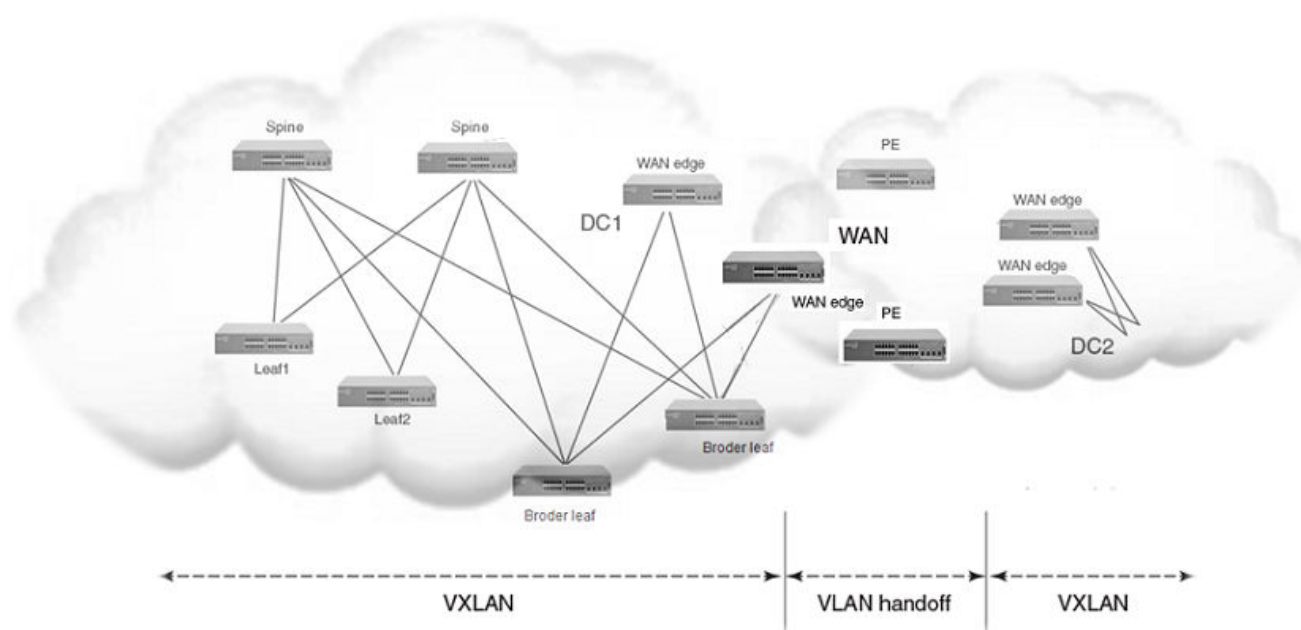 Spine
Spine
WAN edge
PE
WAN edge
DC1
WAN
WAN edge
WAN edge
PE
Leaf1
DC2
Leaf2
Broder leaf
Broder leaf
VXLAN
VLAN handoff
VXLAN